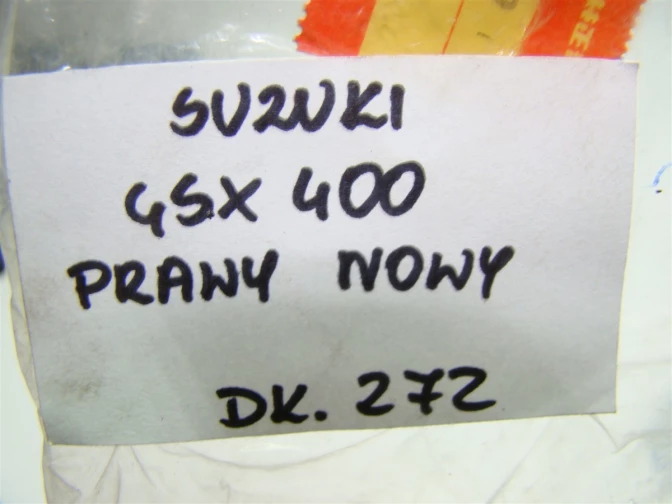 SUZUKI
GSX 400
PRAWY NOWY
DK. 272